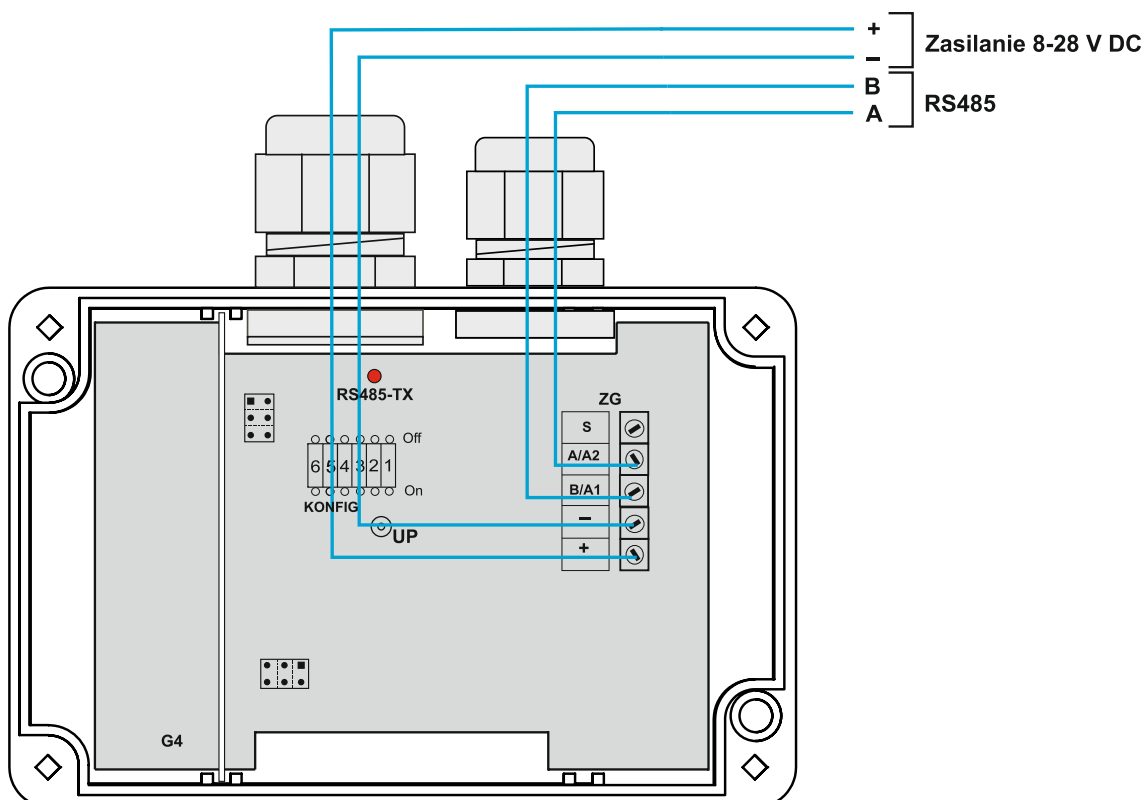 +
Zasilanie 8-28 V DC
–
B
RS485
A
RS485-TX
ZG
S
Off
A/A2
6 5 4 3 2 1
B/A1
On
KONFIG
–
UP
+
G4